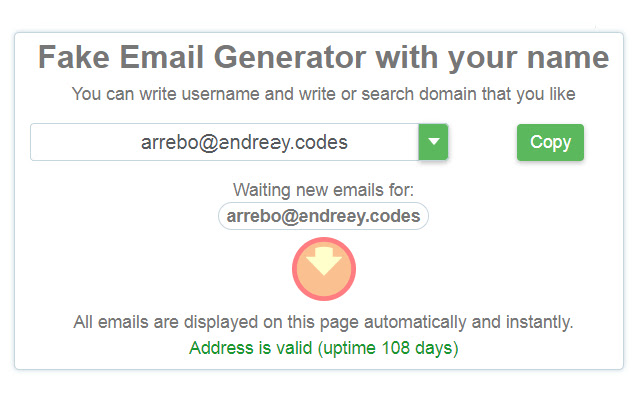 Fake Email Generator with your name
You can write username and write or search domain that you like
arrebo@andreay.codes
Copy
Waiting new emails for:
arrebo@endreey.codes
All emails are displayed on this page automatically and instantly.
Address is valid (uptime 108 days)